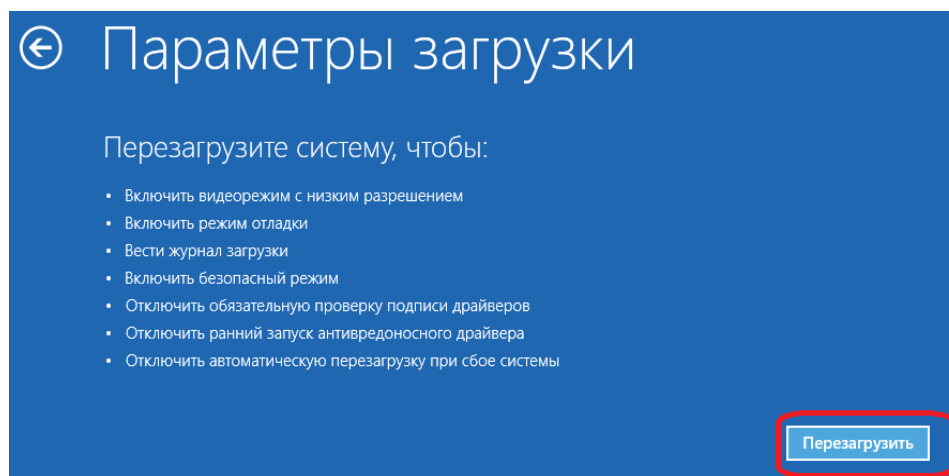 Параметры загрузки
Перезагрузите систему, чтобы:
• Включить видеорежим с низким разрешением
• Включить режим отладки
• Вести журнал загрузки
• Включить безопасный режим
• Отключить обязательную проверку подписи драйверов
• Отключить ранний запуск антивредоносного драйвера
• Отключить автоматическую перезагрузку при сбое системы
Перезагрузить